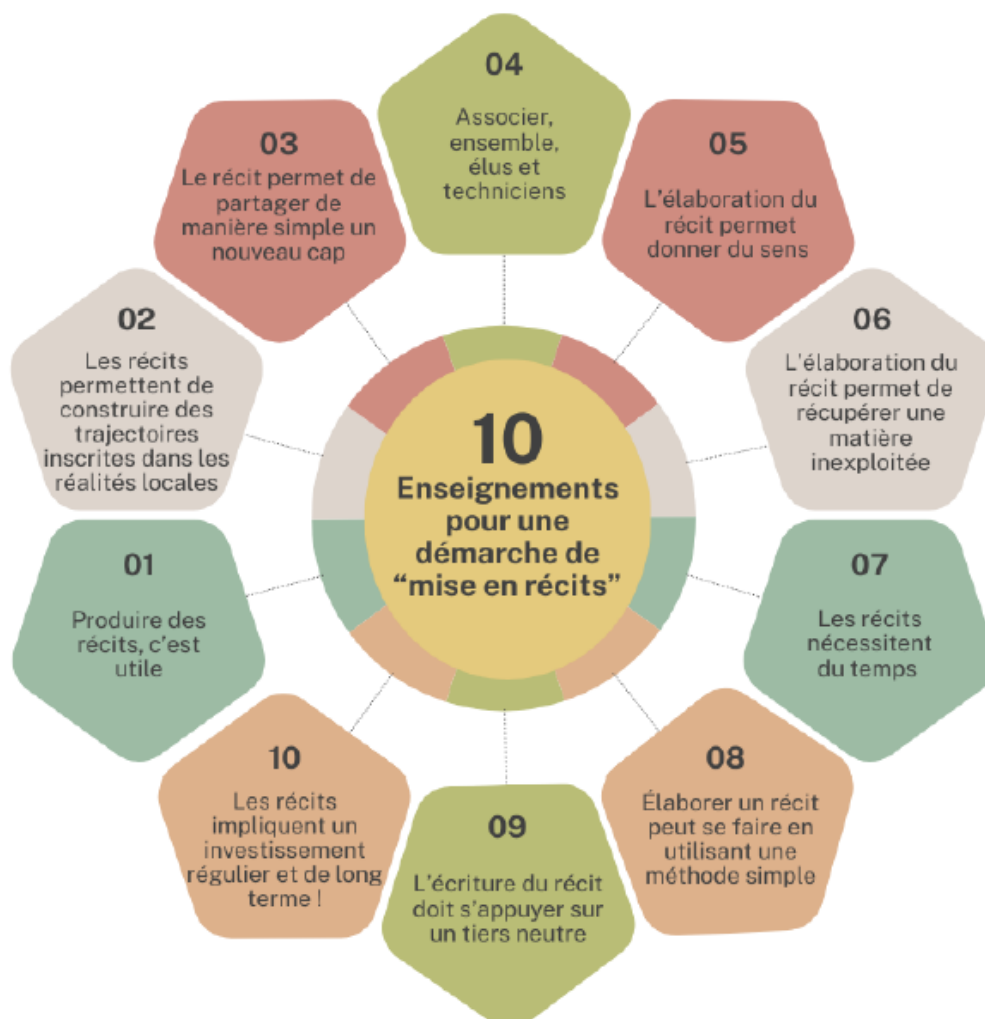 10
Enseignements
pour une
démarche de
“mise en récits”
01
Produire des
récits, c’est
utile
02
Les récits
permettent de
construire des
trajectoires
inscrites dans les
réalités locales
03
Le récit permet de
partager de
manière simple un
nouveau cap
04
Associer,
ensemble,
élus et
techniciens
05
L’élaboration du
récit permet
donner du sens
06
L’élaboration du
récit permet de
récupérer une
matière
inexploitée
07
Les récits
nécessitent
du temps
08
Élaborer un récit
peut se faire en
utilisant une
méthode simple
09
L’écriture du récit
doit s’appuyer sur
un tiers neutre
10
Les récits
impliquent un
investissement
régulier et de long
terme !